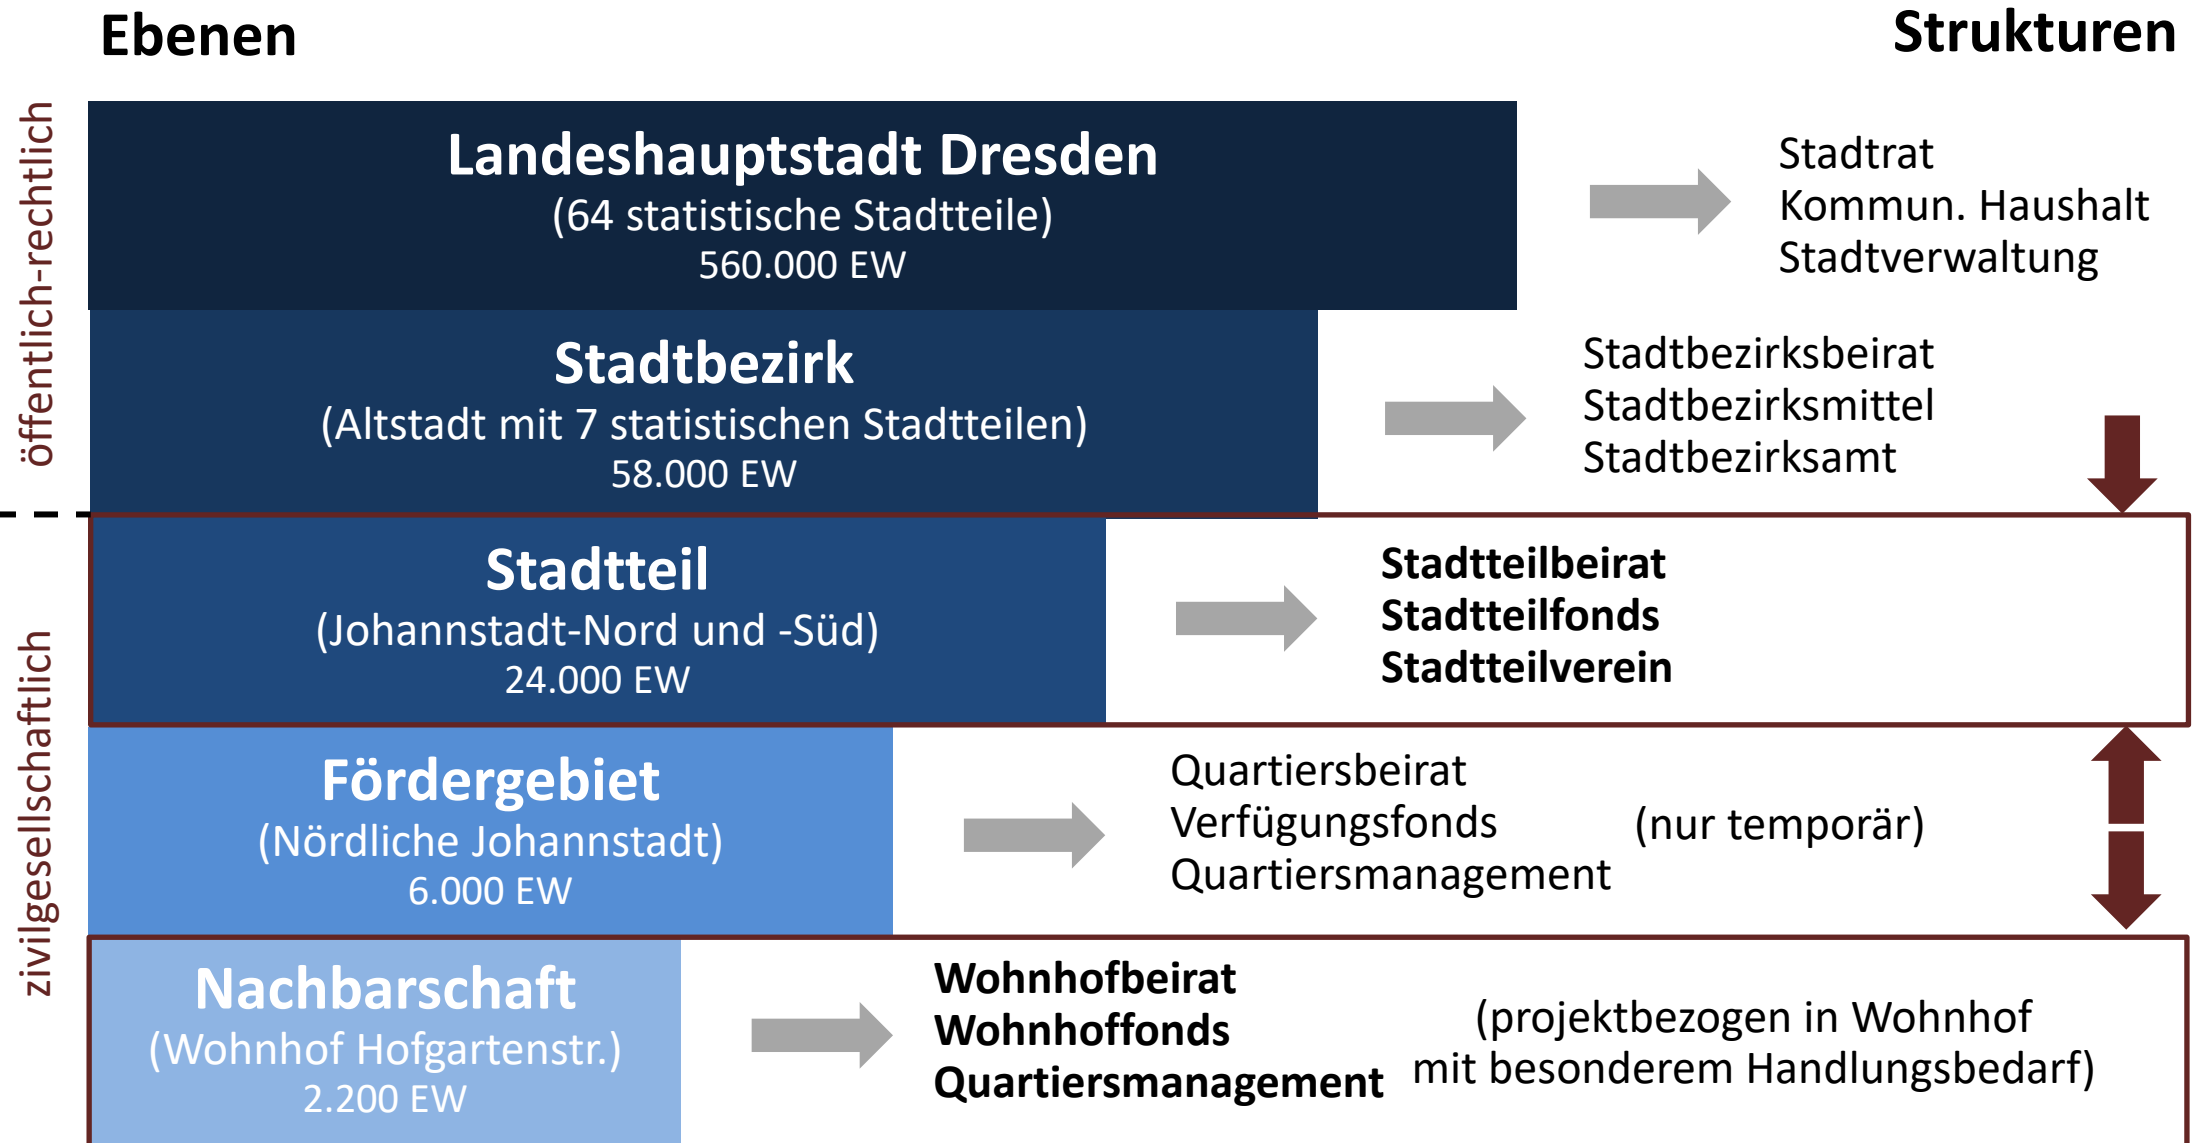 Ebenen
Strukturen
öffentlich-rechtlich
Landeshauptstadt Dresden
(64 statistische Stadtteile)
560.000 EW
Stadtrat
Kommun. Haushalt
Stadtverwaltung
Stadtbezirk
(Altstadt mit 7 statistischen Stadtteilen)
58.000 EW
Stadtbezirksbeirat
Stadtbezirksmittel
Stadtbezirksamt
zivilgesellschaftlich
Stadtteil
(Johannstadt-Nord und -Süd)
24.000 EW
Stadtteilbeirat
Stadtteilfonds
Stadtteilverein
Fördergebiet
(Nördliche Johannstadt)
6.000 EW
Quartiersbeirat
Verfügungsfonds
Quartiersmanagement
(nur temporär)
Nachbarschaft
(Wohnhof Hofgartenstr.)
2.200 EW
Wohnhofbeirat
Wohnhoffonds
Quartiersmanagement
(projektbezogen in Wohnhof
mit besonderem Handlungsbedarf)